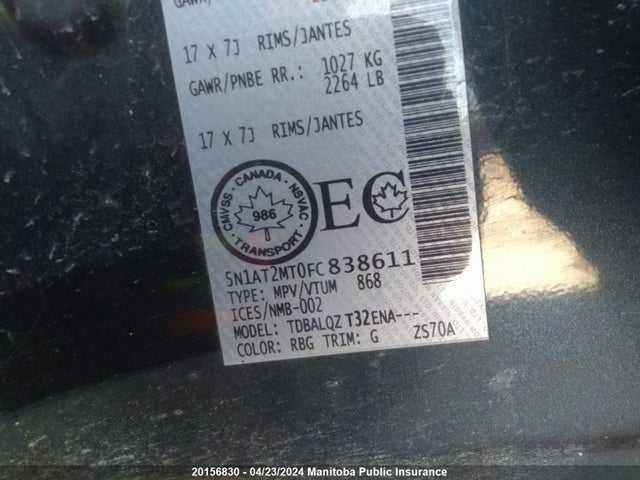 GAWR/
17 X 7J RIMS/JANTES
GAWR/PNBE RR.: 1027 KG
2264 LB
17 X 7J RIMS/JANTES
CMVSS · CANADA · NSVAC
986
TRANSPORT
EC
5N1AT2MT0FC838611
TYPE: MPV/VTUM 868
ICES/NMB-002
MODEL: TDBALQZ T32ENA---
COLOR: RBG TRIM: G ZS70A
20156830 - 04/23/2024 Manitoba Public Insurance